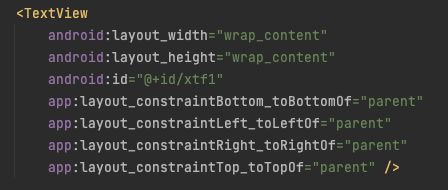 <TextView
android:layout_width="wrap_content"
android:layout_height="wrap_content"
android:id="@+id/xtf1"
app:layout_constraintBottom_toBottomOf="parent"
app:layout_constraintLeft_toLeftOf="parent"
app:layout_constraintRight_toRightOf="parent"
app:layout_constraintTop_toTopOf="parent" />